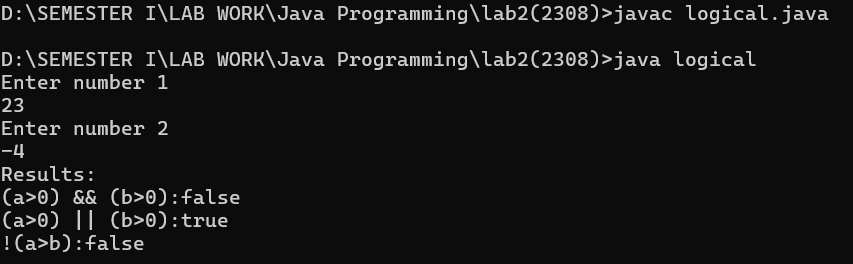 D:\SEMESTER I\LAB WORK\Java Programming\lab2(2308)>javac logical.java
D:\SEMESTER I\LAB WORK\Java Programming\lab2(2308)>java logical
Enter number 1
23
Enter number 2
-4
Results:
(a>0) && (b>0):false
(a>0) || (b>0):true
!(a>b):false